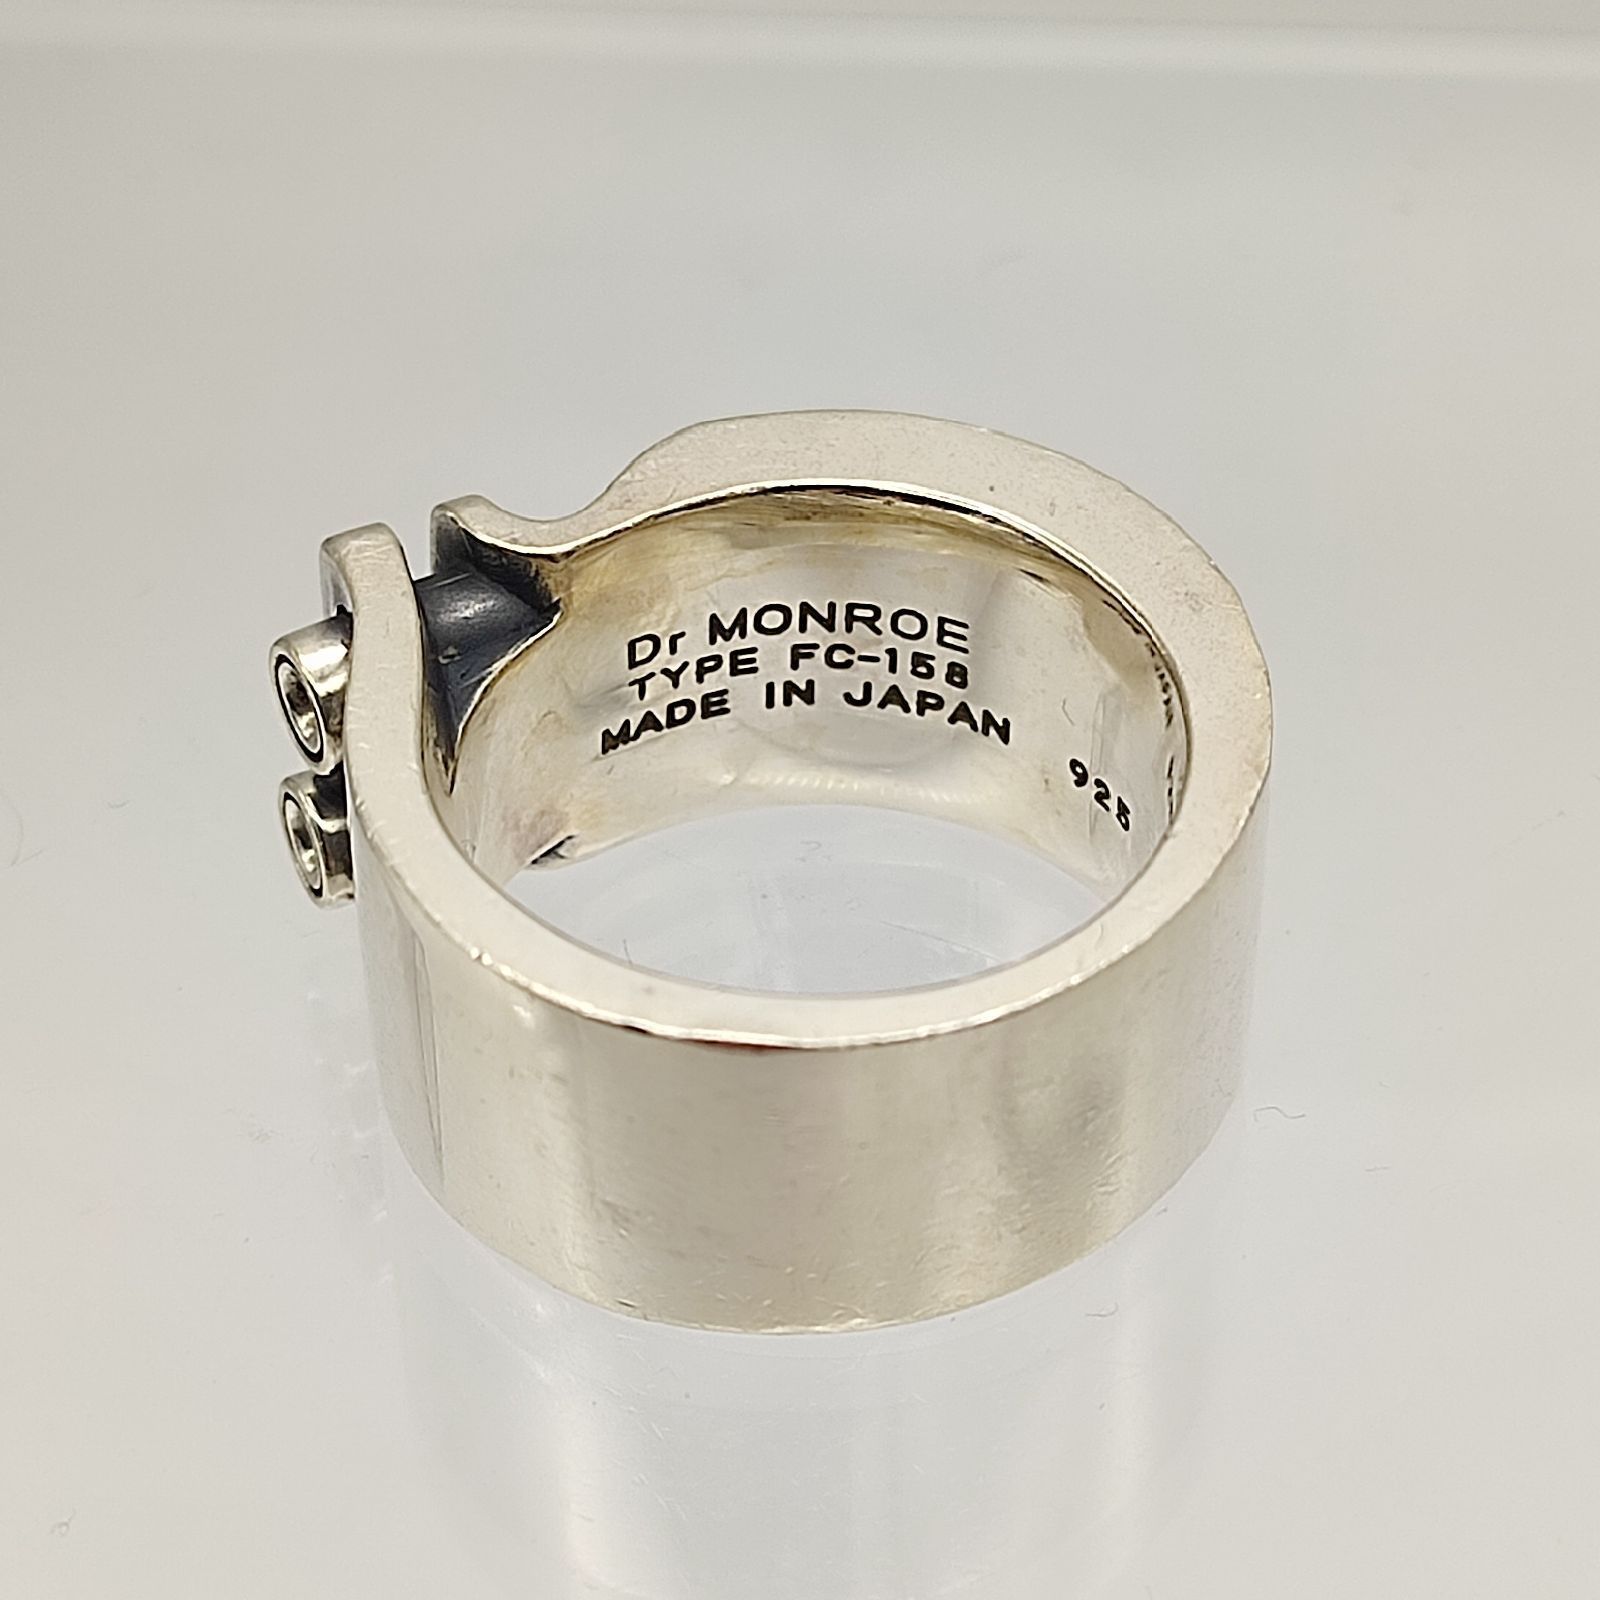 Dr MONROE
TYPE FC-158
MADE IN JAPAN
925